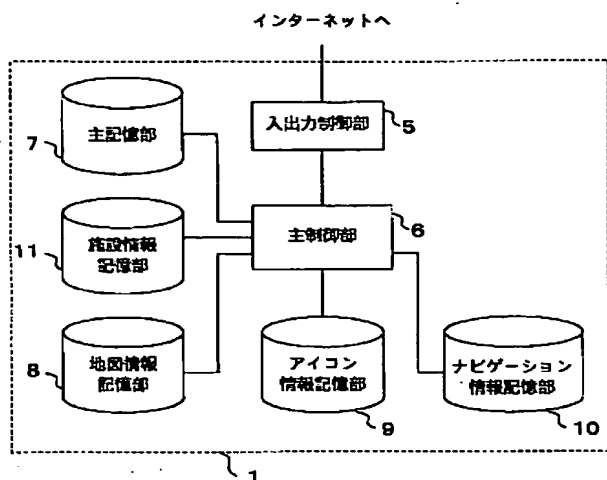 インターネットへ
入出力制御部
5
主記憶部
7
主制御部
6
施設情報
記憶部
11
地図情報
記憶部
8
アイコン
情報記憶部
9
ナビゲーション
情報記憶部
10
1